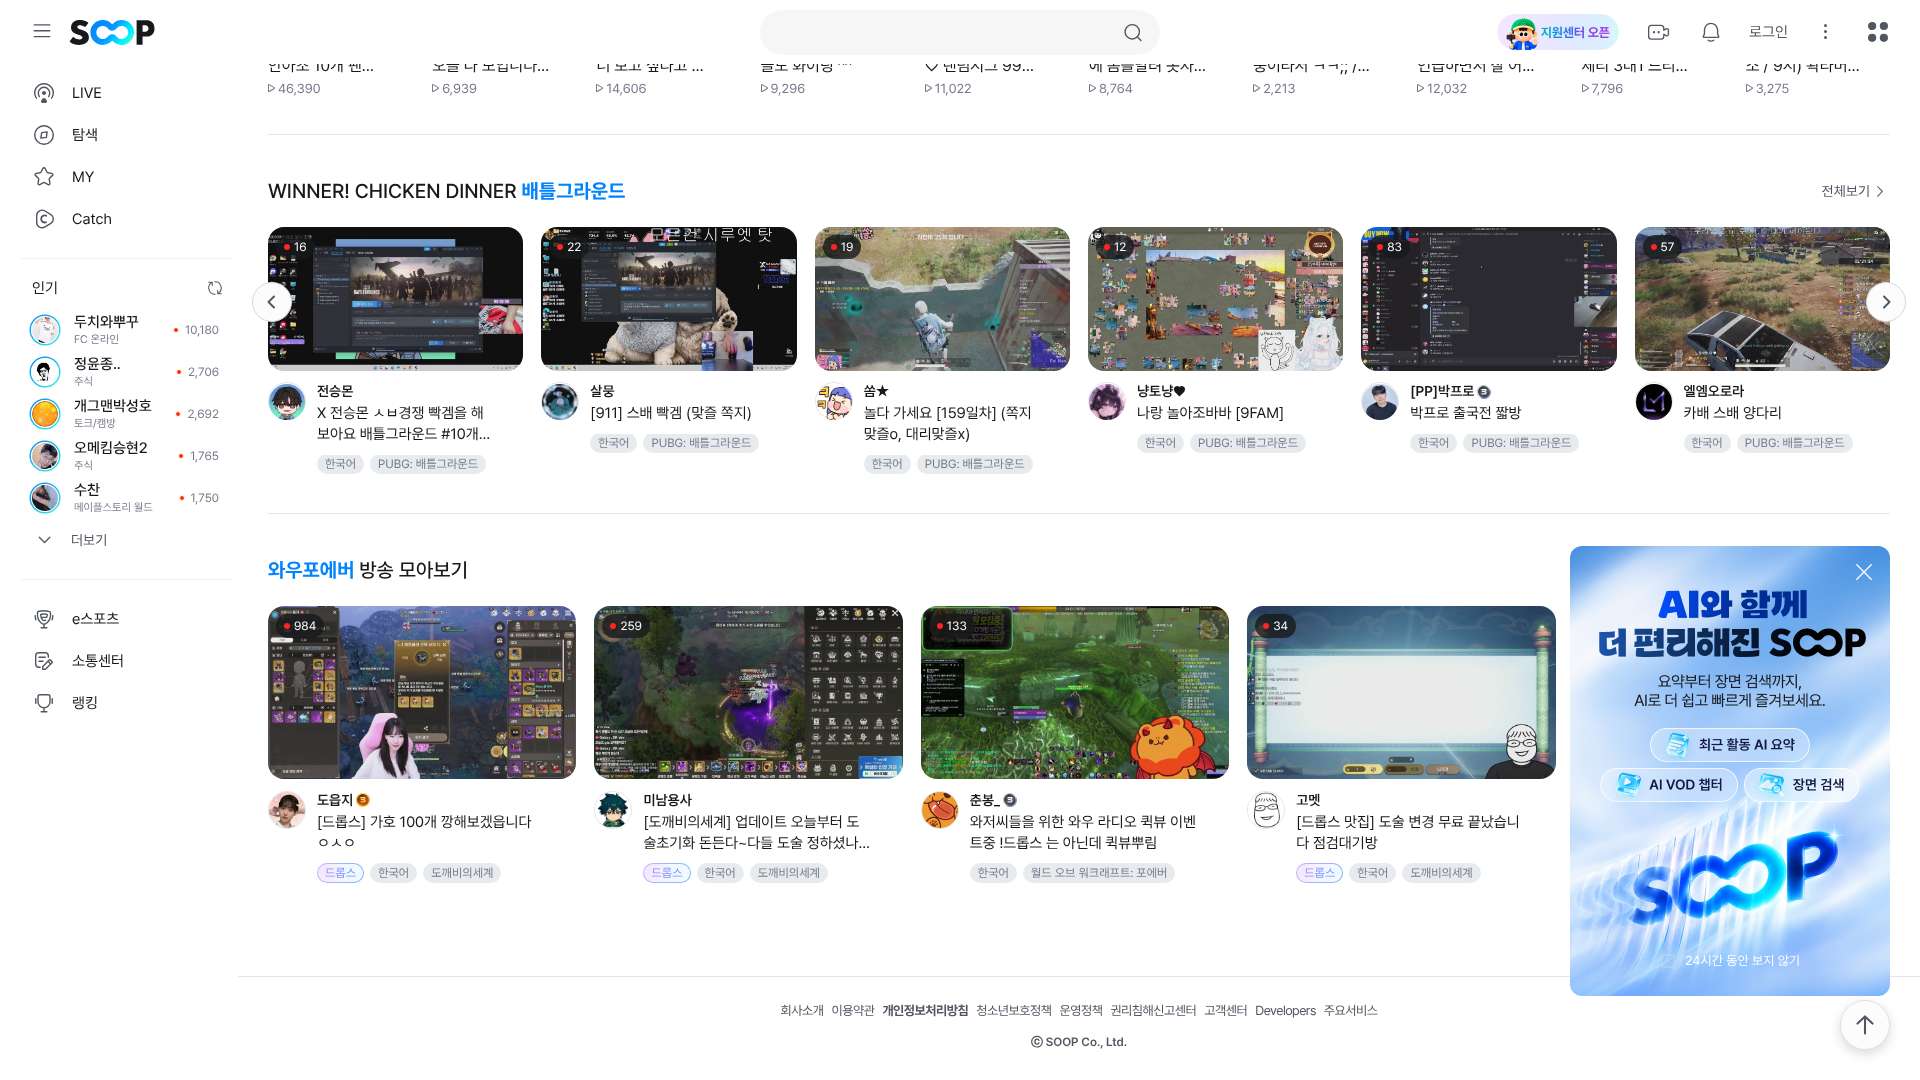 SOOP
지원센터 오픈
로그인
LIVE
탐색
MY
Catch
인기
두치와뿌꾸
FC 온라인
10,180
정윤종..
주식
2,706
개그맨박성호
토크/캠방
2,692
오메킴승현2
주식
1,765
수찬
메이플스토리 월드
1,750
더보기
e스포츠
소통센터
랭킹
46,390
6,939
14,606
9,296
11,022
8,764
2,213
12,032
7,796
3,275
WINNER! CHICKEN DINNER 배틀그라운드
전체보기
16
전승몬
X 전승몬 ㅅㅂ경쟁 빡겜을 해
보아요 배틀그라운드 #10개...
한국어 PUBG: 배틀그라운드
22
살뭉
[911] 스배 빡겜 (맞즐 쪽지)
한국어 PUBG: 배틀그라운드
19
쏨★
놀다 가세요 [159일차] (쪽지
맞즐o, 대리맞즐x)
한국어 PUBG: 배틀그라운드
12
냥토냥♥
나랑 놀아조바바 [9FAM]
한국어 PUBG: 배틀그라운드
83
[PP]박프로
박프로 출국전 짧방
한국어 PUBG: 배틀그라운드
57
엘엠오로라
카배 스배 양다리
한국어 PUBG: 배틀그라운드
와우포에버 방송 모아보기
984
도읍지
[드롭스] 가호 100개 깡해보겠읍니다
ㅇㅅㅇ
드롭스 한국어 도깨비의세계
259
미남용사
[도깨비의세계] 업데이트 오늘부터 도
술초기화 돈든다~다들 도술 정하셨나...
드롭스 한국어 도깨비의세계
133
춘봉_
와저씨들을 위한 와우 라디오 퀵뷰 이벤
트중 !드롭스 는 아닌데 퀵뷰뿌림
한국어 월드 오브 워크래프트: 포에버
34
고멧
[드롭스 맛집] 도술 변경 무료 끝났습니
다 점검대기방
드롭스 한국어 도깨비의세계
AI와 함께
더 편리해진 SOOP
요약부터 장면 검색까지,
AI로 더 쉽고 빠르게 즐겨보세요.
최근 활동 AI 요약
AI VOD 챕터
장면 검색
SOOP
24시간 동안 보지 않기
회사소개 이용약관 개인정보처리방침 청소년보호정책 운영정책 권리침해신고센터 고객센터 Developers 주요서비스
ⓒ SOOP Co., Ltd.